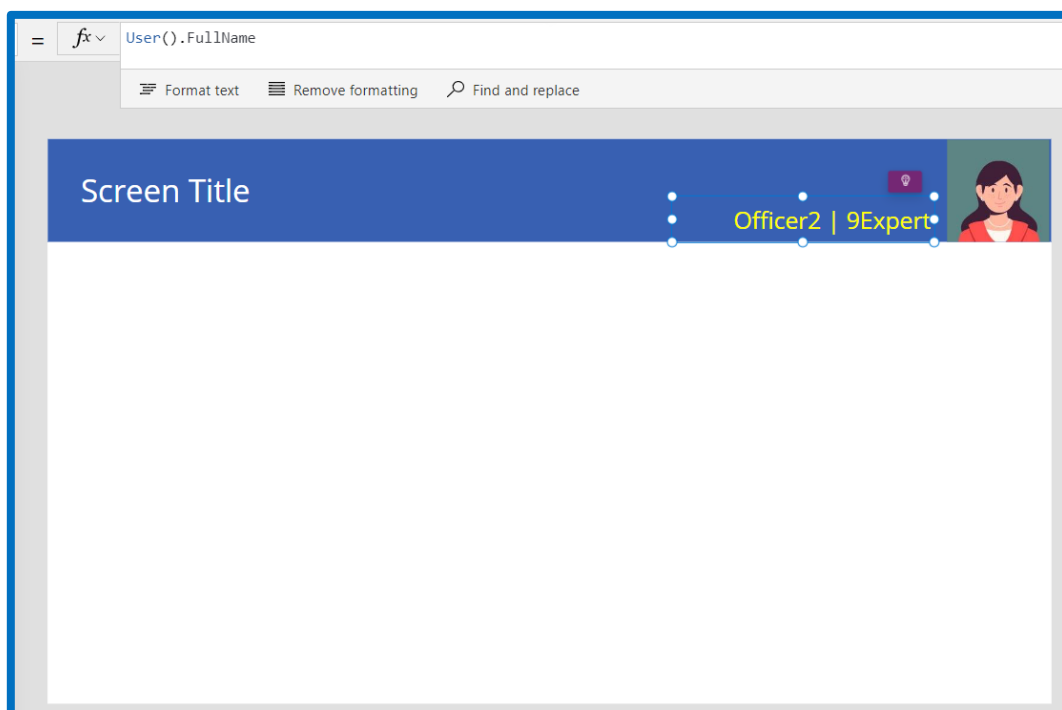 = fx User().FullName
Format text Remove formatting Find and replace
Screen Title
Officer2 | 9Expert